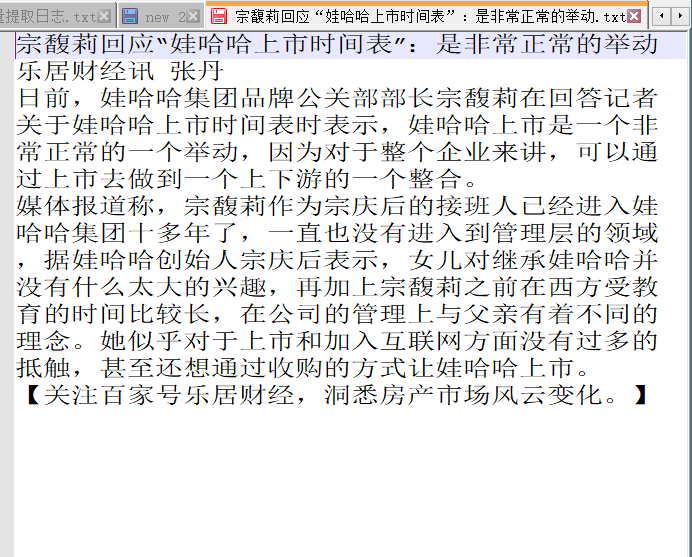 量提取日志.txt new 2 宗馥莉回应“娃哈哈上市时间表”：是非常正常的举动.txt
宗馥莉回应“娃哈哈上市时间表”：是非常正常的举动
乐居财经讯 张丹
日前，娃哈哈集团品牌公关部部长宗馥莉在回答记者
关于娃哈哈上市时间表时表示，娃哈哈上市是一个非
常正常的一个举动，因为对于整个企业来讲，可以通
过上市去做到一个上下游的一个整合。
媒体报道称，宗馥莉作为宗庆后的接班人已经进入娃
哈哈集团十多年了，一直也没有进入到管理层的领域
，据娃哈哈创始人宗庆后表示，女儿对继承娃哈哈并
没有什么太大的兴趣，再加上宗馥莉之前在西方受教
育的时间比较长，在公司的管理上与父亲有着不同的
理念。她似乎对于上市和加入互联网方面没有过多的
抵触，甚至还想通过收购的方式让娃哈哈上市。
【关注百家号乐居财经，洞悉房产市场风云变化。】